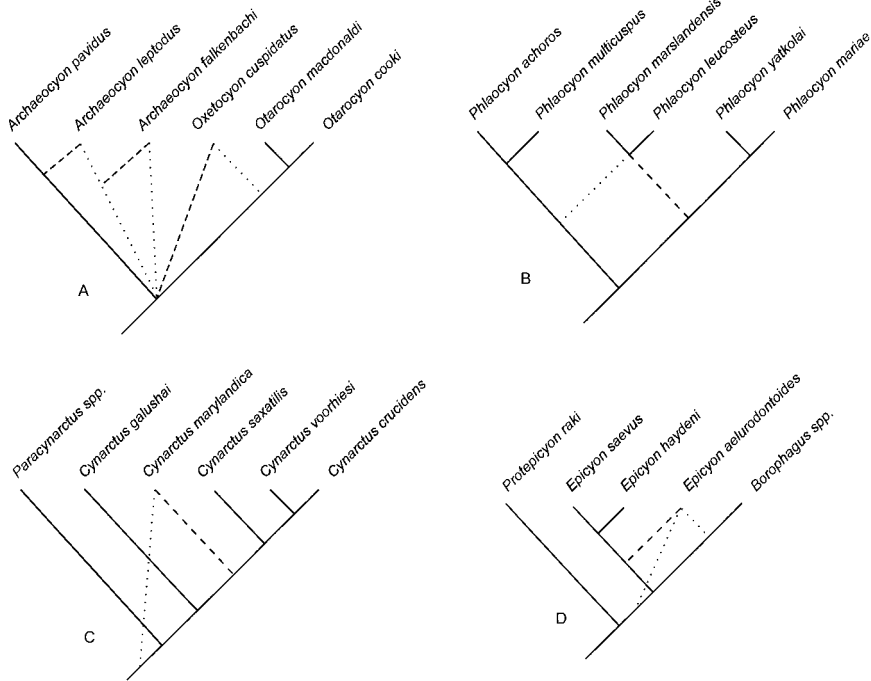 Archaeocyon pavidus
Archaeocyon leptodus
Archaeocyon falkenbachi
Oxetocyon cuspidatus
Otarocyon macdonaldi
Otarocyon cooki
A
Phlaocyon achoros
Phlaocyon multicuspus
Phlaocyon marslandensis
Phlaocyon leucosteus
Phlaocyon yatkolai
Phlaocyon mariae
B
Paracynarctus spp.
Cynarctus galushai
Cynarctus marylandica
Cynarctus saxatilis
Cynarctus voorhiesi
Cynarctus crucidens
C
Protepicyon raki
Epicyon saevus
Epicyon haydeni
Epicyon aelurodontoides
Borophagus spp.
D